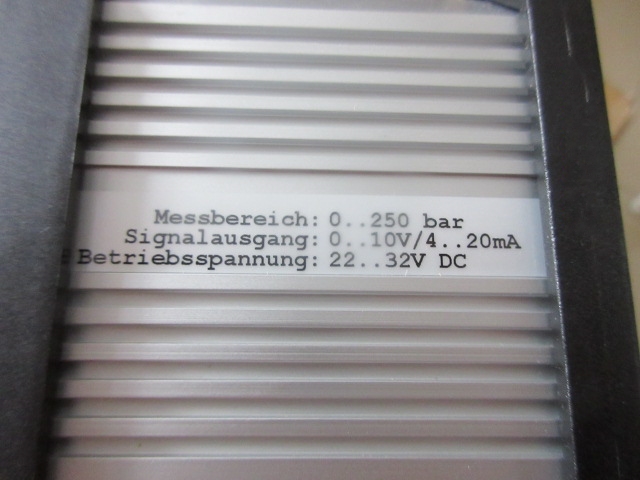 Messbereich: 0..250 bar
Signalausgang: 0..10V/4..20mA
Betriebsspannung: 22..32V DC